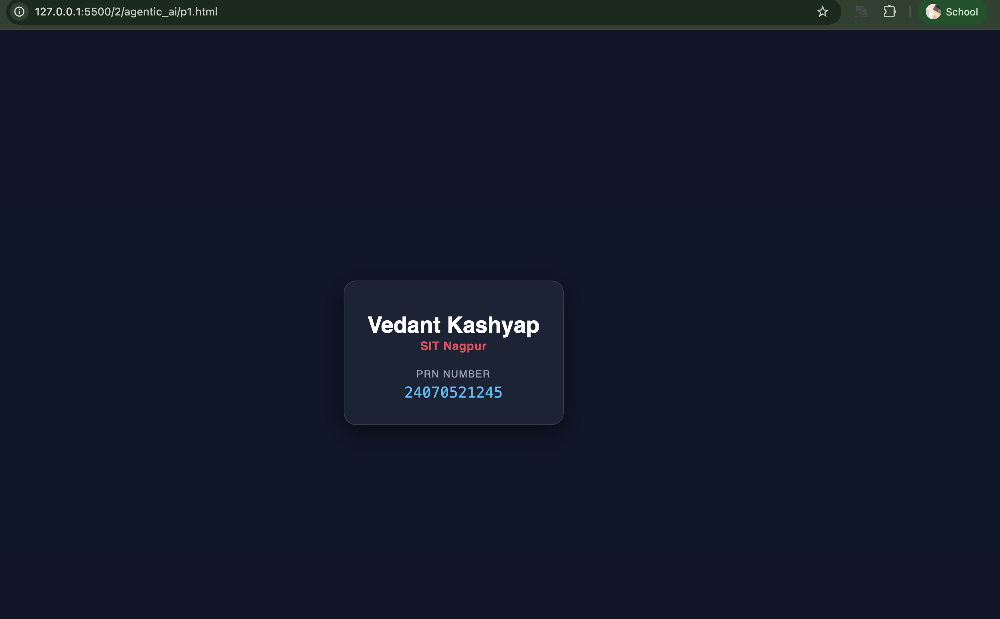 127.0.0.1:5500/2/agentic_ai/p1.html
School
Vedant Kashyap
SIT Nagpur
PRN NUMBER
24070521245